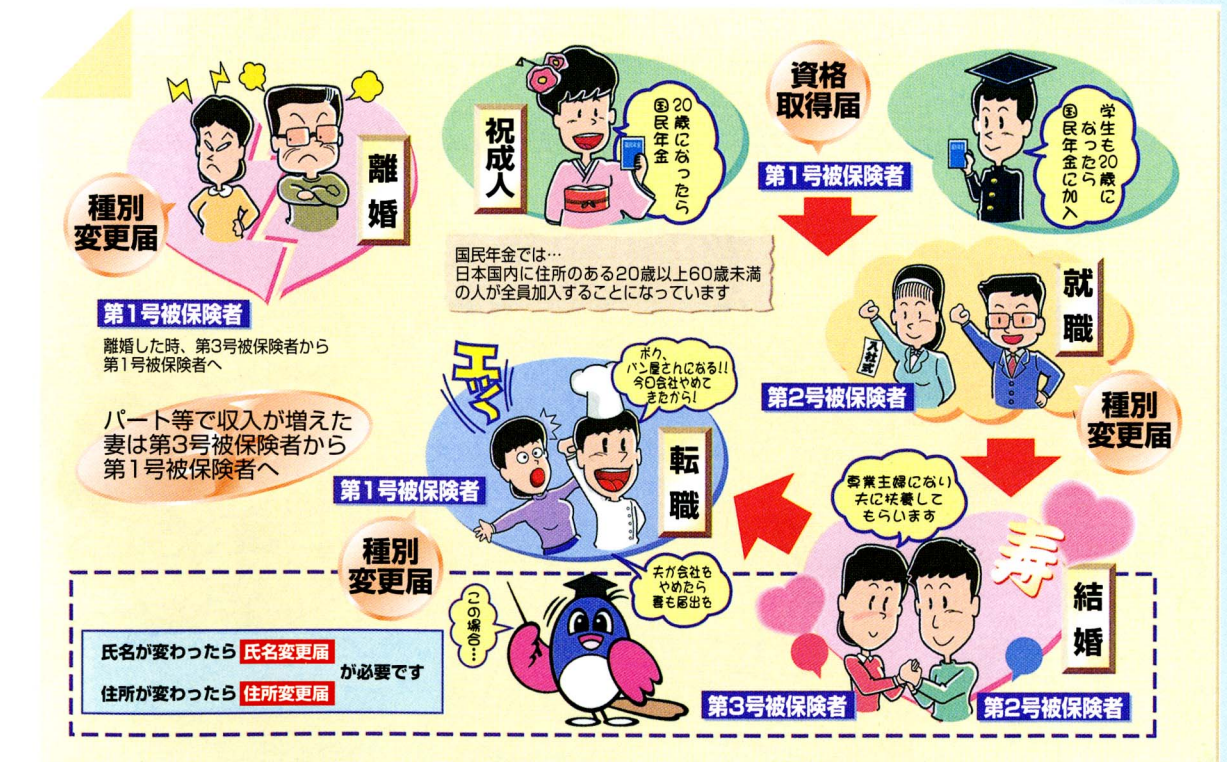 離婚
種別
変更届
第1号被保険者
離婚した時、第3号被保険者から
第1号被保険者へ
パート等で収入が増えた
妻は第3号被保険者から
第1号被保険者へ
祝成人
20歳になったら
国民年金
国民年金
資格
取得届
第1号被保険者
学生も20歳に
なったら
国民年金に加入
国民年金では…
日本国内に住所のある20歳以上60歳未満
の人が全員加入することになっています
就職
入社式
第2号被保険者
種別
変更届
エッ
ボク、
パン屋さんになる!!
今日会社やめて
きたから!
転職
第1号被保険者
種別
変更届
専業主婦にない
夫に扶養して
もらいます
寿
結婚
第3号被保険者
第2号被保険者
夫が会社を
やめたら
妻も届出を
この場合…
氏名が変わったら 氏名変更届
が必要です
住所が変わったら 住所変更届